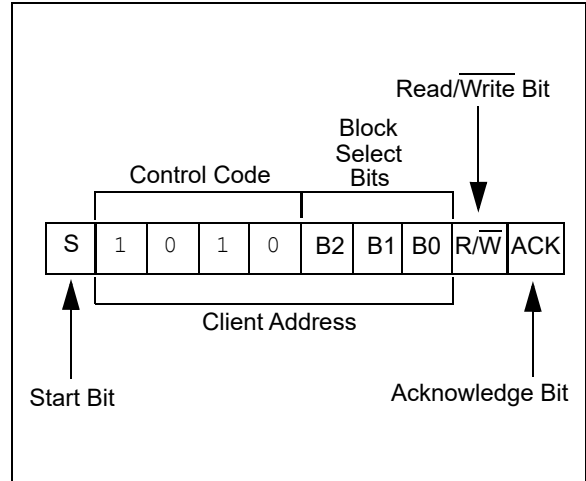 Read/Write Bit
Block
Select
Bits
Control Code
S 1 0 1 0 B2 B1 B0 R/W ACK
Client Address
Start Bit
Acknowledge Bit